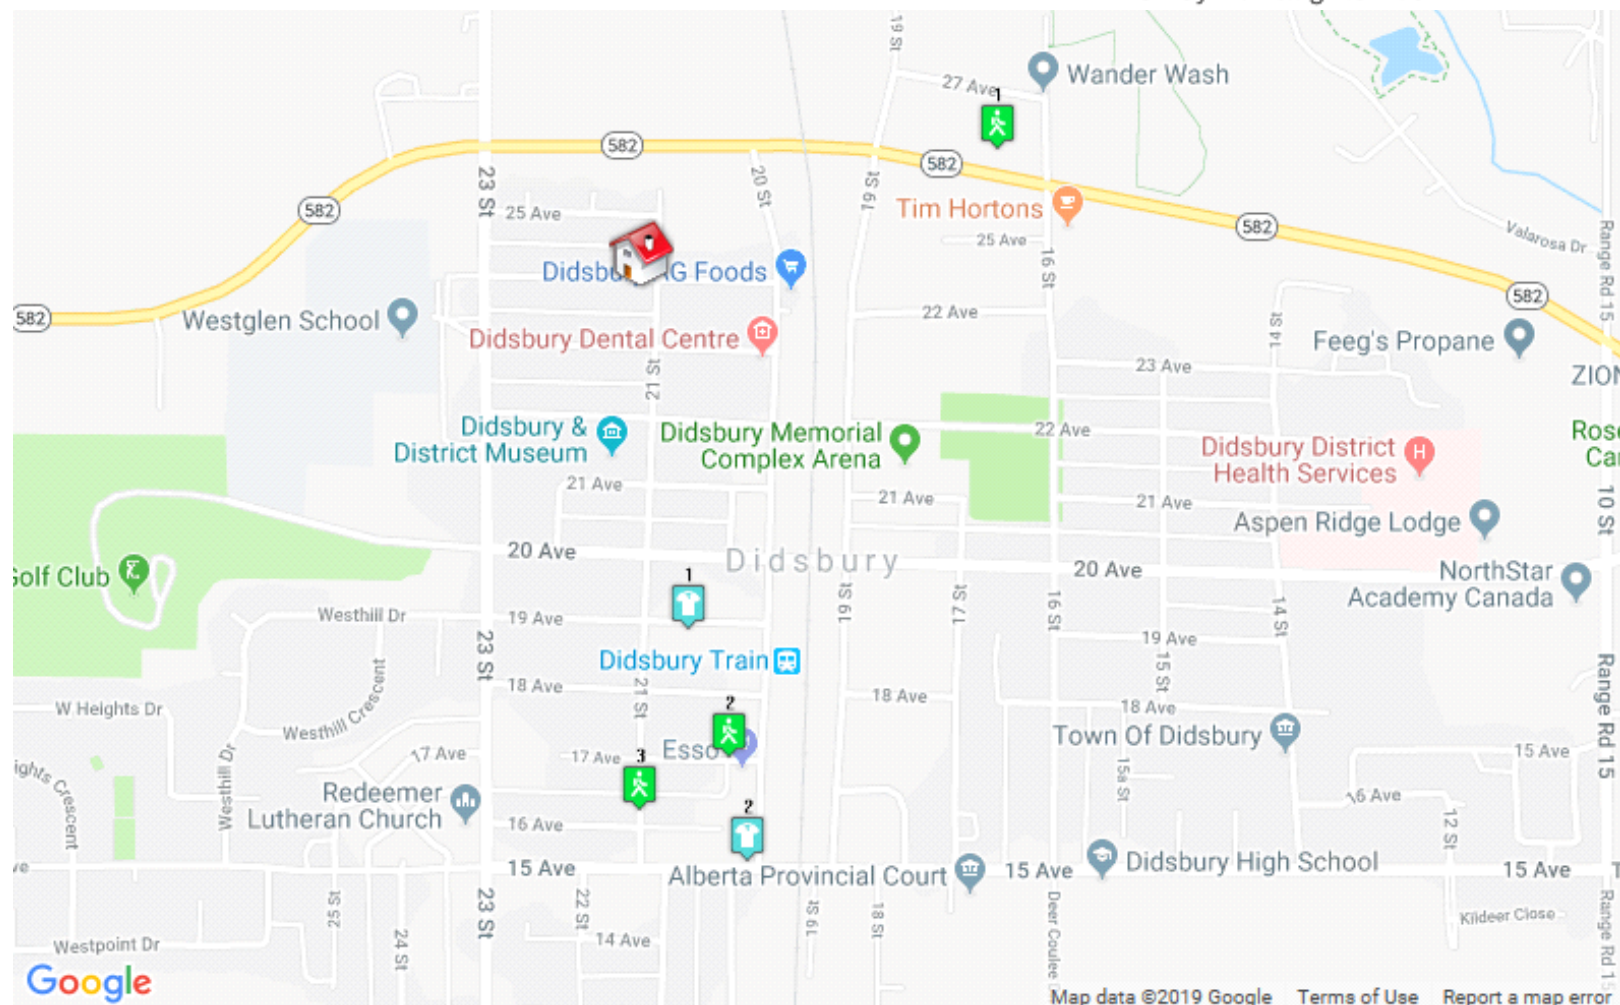 19 St
27 Ave
1
Wander Wash
582
582
23 St
20 St
19 St
582
25 Ave
Tim Hortons
582
Valarosa Dr
Range Rd 15
25 Ave
16 St
Didsbu
G Foods
582
582
Westglen School
22 Ave
14 St
Didsbury Dental Centre
Feeg's Propane
21 St
23 Ave
ZION
Didsbury &
District Museum
Didsbury Memorial
Complex Arena
22 Ave
Didsbury District
Health Services
H
21 Ave
21 Ave
21 Ave
10 St
Aspen Ridge Lodge
20 Ave
Didsbury
20 Ave
NorthStar
Academy Canada
Golf Club
1
19 St
17 St
16 St
14 St
Westhill Dr
19 Ave
19 Ave
23 St
Didsbury Train
15 St
Range Rd 15
Westhill Crescent
18 Ave
21 St
18 Ave
18 Ave
W Heights Dr
2
Town Of Didsbury
17 Ave
17 Ave
Esso
15 Ave
3
15a St
Westhill Dr
Redeemer
Lutheran Church
16 Ave
12 St
16 Ave
2
15 Ave
Alberta Provincial Court
15 Ave
Didsbury High School
15 Ave
25 St
23 St
22 St
19 St
18 St
Deer Coulee
Kildeer Close
Range Rd 1
24 St
Westpoint Dr
14 Ave
Google
Map data ©2019 Google
Terms of Use
Report a map error